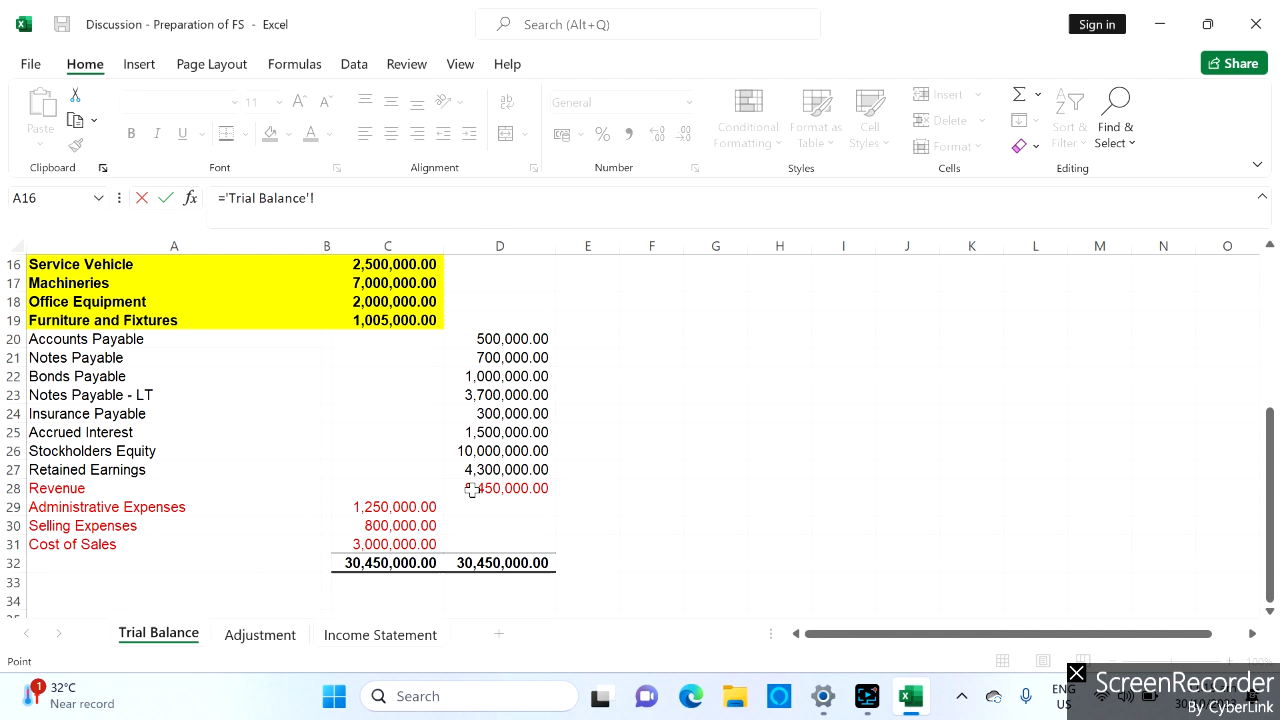 Discussion - Preparation of FS - Excel
Search (Alt+Q)
Sign in
File Home Insert Page Layout Formulas Data Review View Help
Share
Paste
11
General
Conditional Formatting
Format as Table
Cell Styles
Insert
Delete
Format
Sort & Filter
Find & Select
Clipboard Font Alignment Number Styles Cells Editing
A16 fx ='Trial Balance'!
A B C D E F G H I J K L M N O
16 Service Vehicle 2,500,000.00
17 Machineries 7,000,000.00
18 Office Equipment 2,000,000.00
19 Furniture and Fixtures 1,005,000.00
20 Accounts Payable 500,000.00
21 Notes Payable 700,000.00
22 Bonds Payable 1,000,000.00
23 Notes Payable - LT 3,700,000.00
24 Insurance Payable 300,000.00
25 Accrued Interest 1,500,000.00
26 Stockholders Equity 10,000,000.00
27 Retained Earnings 4,300,000.00
28 Revenue 450,000.00
29 Administrative Expenses 1,250,000.00
30 Selling Expenses 800,000.00
31 Cost of Sales 3,000,000.00
32 30,450,000.00 30,450,000.00
33
34
Trial Balance Adjustment Income Statement
Point
100%
1
32°C
Near record
Search
ENG
US
ScreenRecorder
By CyberLink